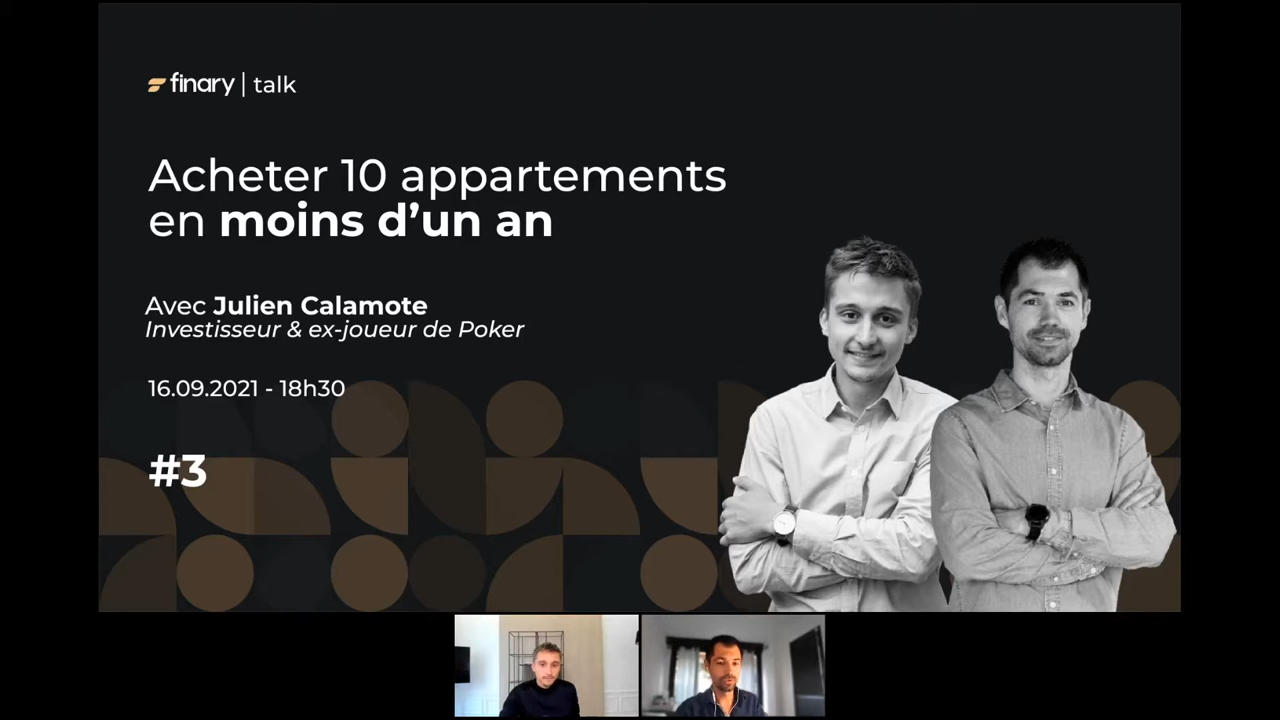 finary | talk
Acheter 10 appartements
en moins d’un an
Avec Julien Calamote
Investisseur & ex-joueur de Poker
16.09.2021 - 18h30
#3